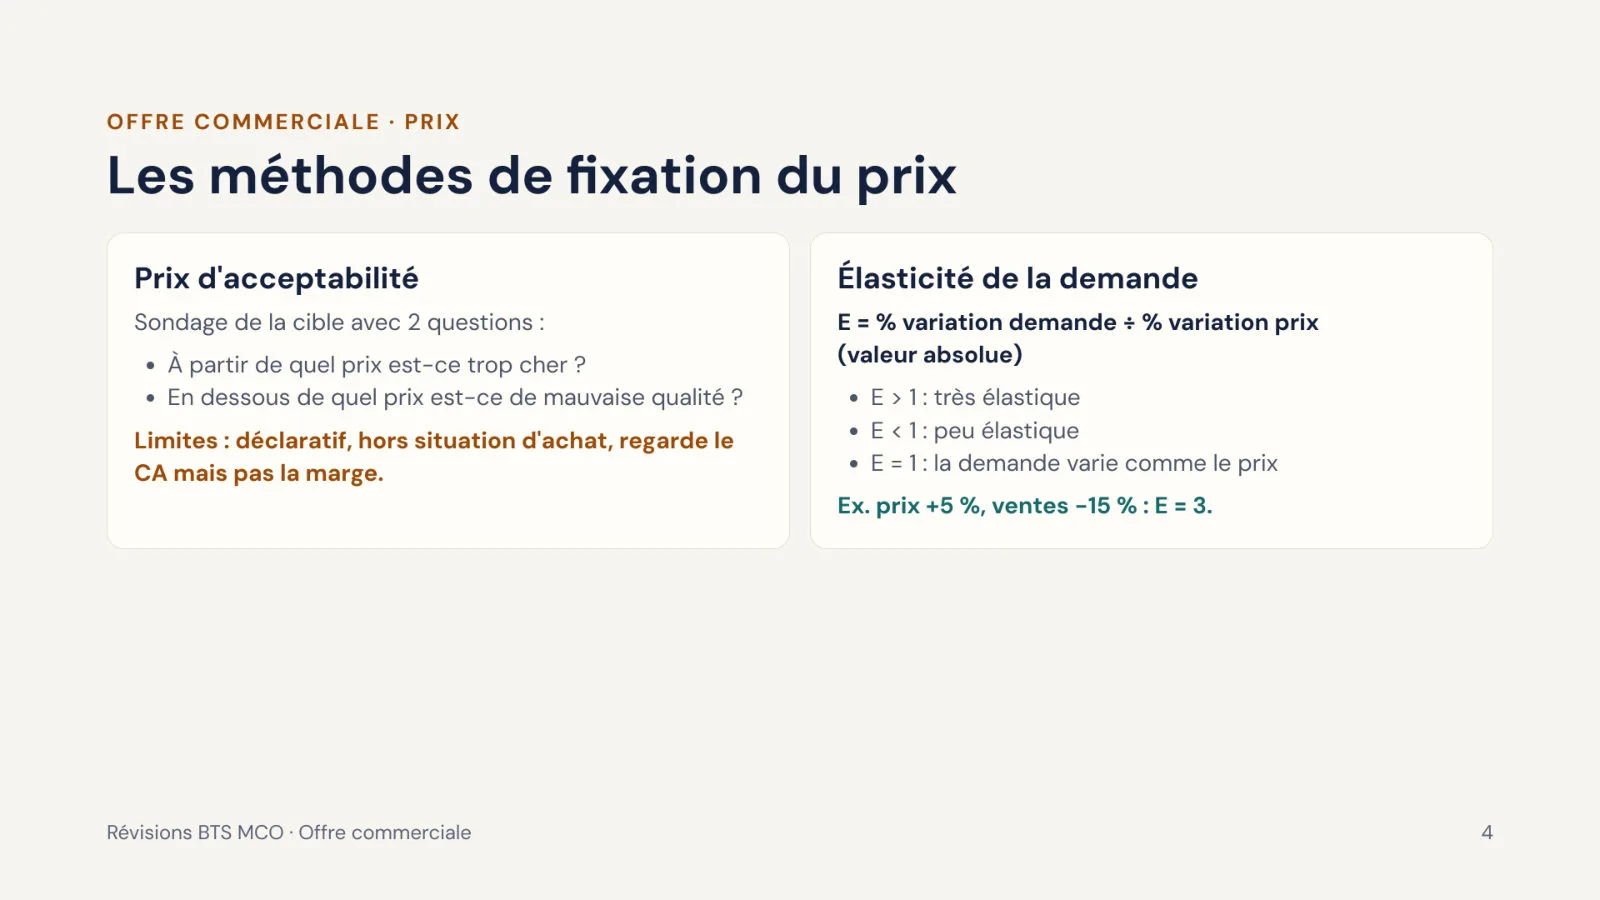 OFFRE COMMERCIALE · PRIX
Les méthodes de fixation du prix
Prix d'acceptabilité
Sondage de la cible avec 2 questions :
• À partir de quel prix est-ce trop cher ?
• En dessous de quel prix est-ce de mauvaise qualité ?
Limites : déclaratif, hors situation d'achat, regarde le
CA mais pas la marge.
Élasticité de la demande
E = % variation demande ÷ % variation prix
(valeur absolue)
• E > 1 : très élastique
• E < 1 : peu élastique
• E = 1 : la demande varie comme le prix
Ex. prix +5 %, ventes -15 % : E = 3.
Révisions BTS MCO · Offre commerciale
4